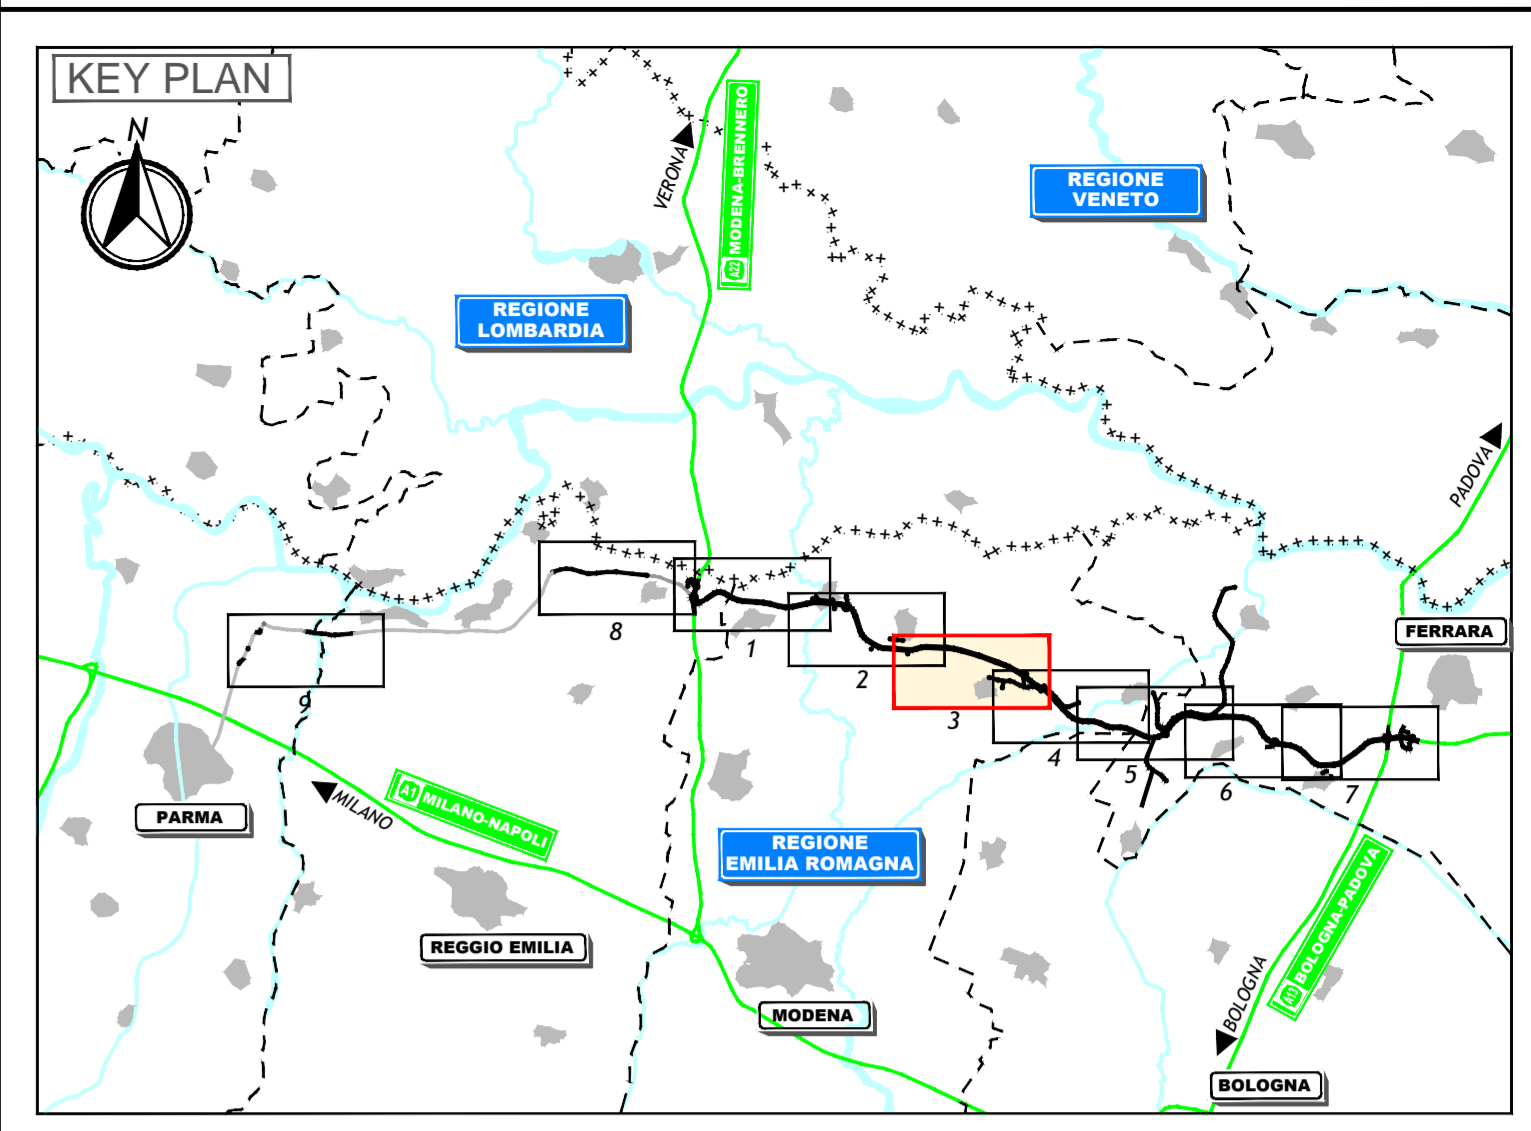 KEY PLAN
N
VERONA
A22 MODENA-BRENNERO
REGIONE
VENETO
REGIONE
LOMBARDIA
PADOVA
FERRARA
8
1
2
3
9
4
5
6
7
PARMA
MILANO
A1 MILANO-NAPOLI
REGIONE
EMILIA ROMAGNA
REGGIO EMILIA
MODENA
A13 BOLOGNA-PADOVA
BOLOGNA
BOLOGNA